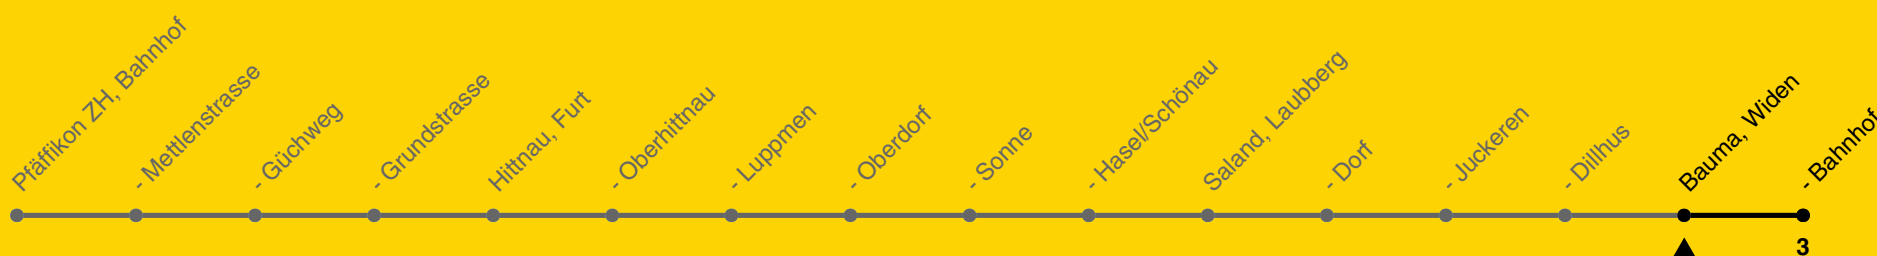 Pfäffikon ZH, Bahnhof
- Mettlenstrasse
- Güchweg
- Grundstrasse
Hittnau, Furt
- Oberhittnau
- Luppmen
- Oberdorf
- Sonne
- Hasel/Schönau
Saland, Laubberg
- Dorf
- Juckeren
- Dillhus
Bauma, Widen
- Bahnhof
3